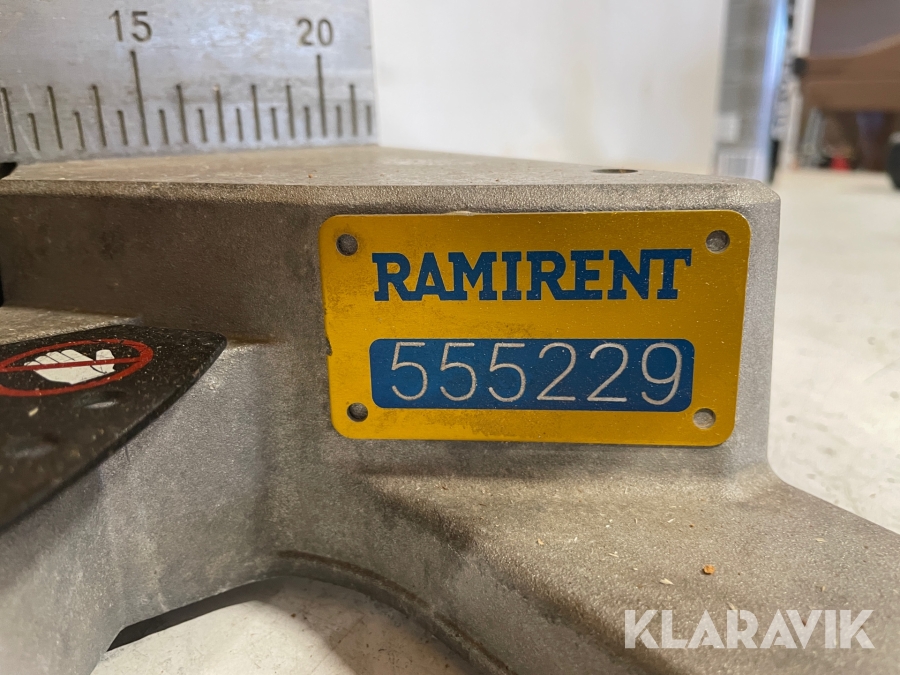 15 20
RAMIRENT
555229
KLARAVIK